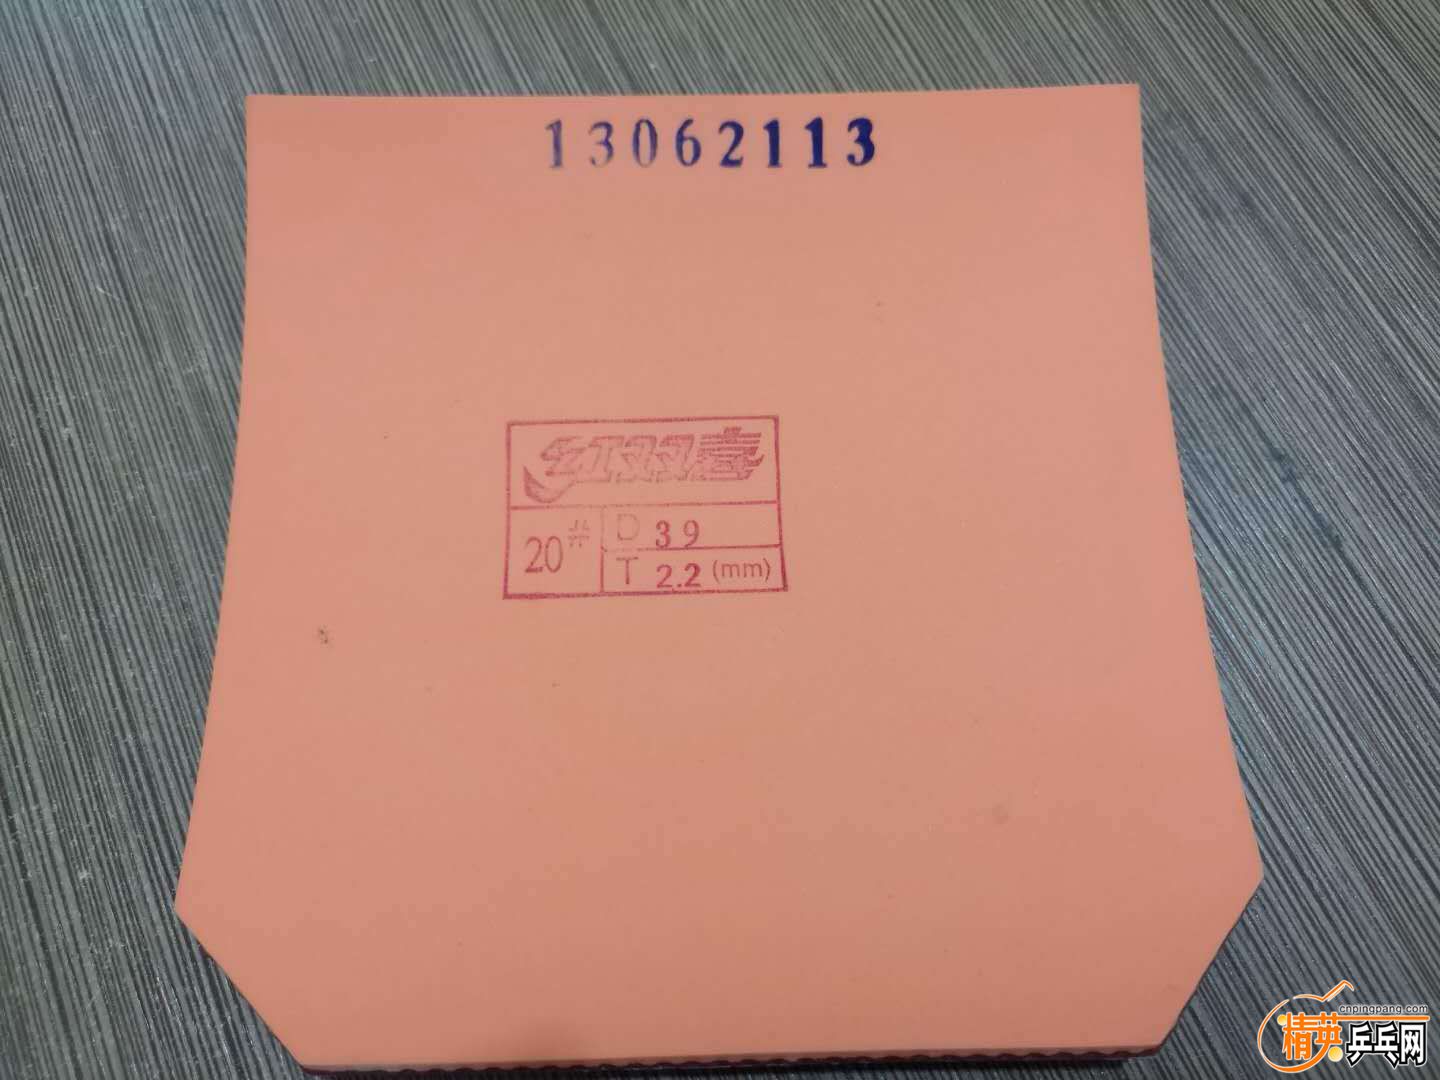 13062113
红双喜
20# D 39
T 2.2 (mm)
cnpingpang.com
精英乒乓网